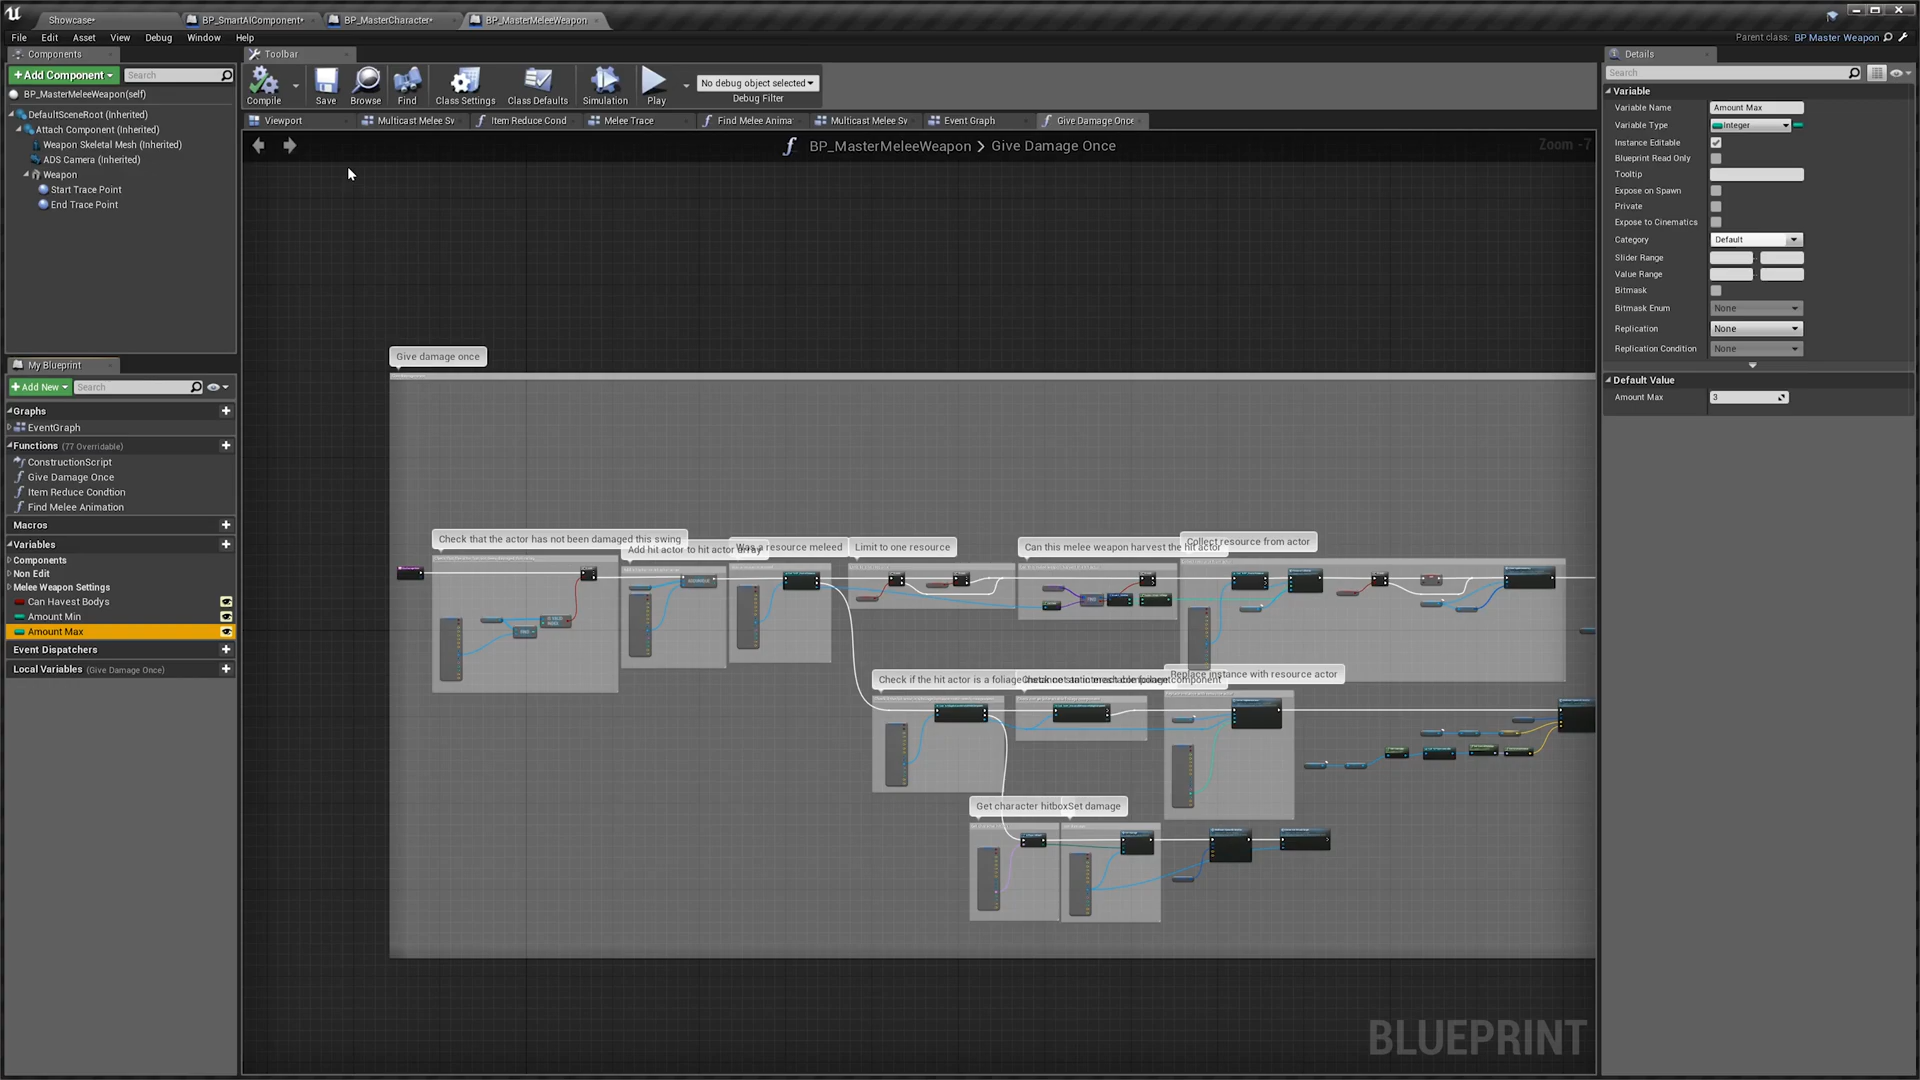 Showcase*
BP_SmartAIComponent*
BP_MasterCharacter*
BP_MasterMeleeWeapon
File Edit Asset View Debug Window Help
Parent class: BP Master Weapon
Components
+Add Component
Search
BP_MasterMeleeWeapon(self)
DefaultSceneRoot (Inherited)
Attach Component (Inherited)
Weapon Skeletal Mesh (Inherited)
ADS Camera (Inherited)
Weapon
Start Trace Point
End Trace Point
Toolbar
Compile
Save
Browse
Find
Class Settings
Class Defaults
Simulation
Play
No debug object selected
Debug Filter
Viewport
Multicast Melee Sv
Item Reduce Cond
Melee Trace
Find Melee Anima
Multicast Melee Sv
Event Graph
Give Damage Once
BP_MasterMeleeWeapon > Give Damage Once
Zoom -7
Give damage once
Check that the actor has not been damaged this swing
Add hit actor to hit actor array
Was a resource meleed
Limit to one resource
Can this melee weapon harvest the hit actor
Collect resource from actor
Check if the hit actor is a foliage
Replace instance with resource actor
Get character hitbox
Set damage
BLUEPRINT
My Blueprint
+Add New
Search
Graphs
EventGraph
Functions (77 Overridable)
ConstructionScript
Give Damage Once
Item Reduce Condtion
Find Melee Animation
Macros
Variables
Components
Non Edit
Melee Weapon Settings
Can Havest Bodys
Amount Min
Amount Max
Event Dispatchers
Local Variables (Give Damage Once)
Details
Search
Variable
Variable Name Amount Max
Variable Type Integer
Instance Editable
Blueprint Read Only
Tooltip
Expose on Spawn
Private
Expose to Cinematics
Category Default
Slider Range
Value Range
Bitmask
Bitmask Enum None
Replication None
Replication Condition None
Default Value
Amount Max 3